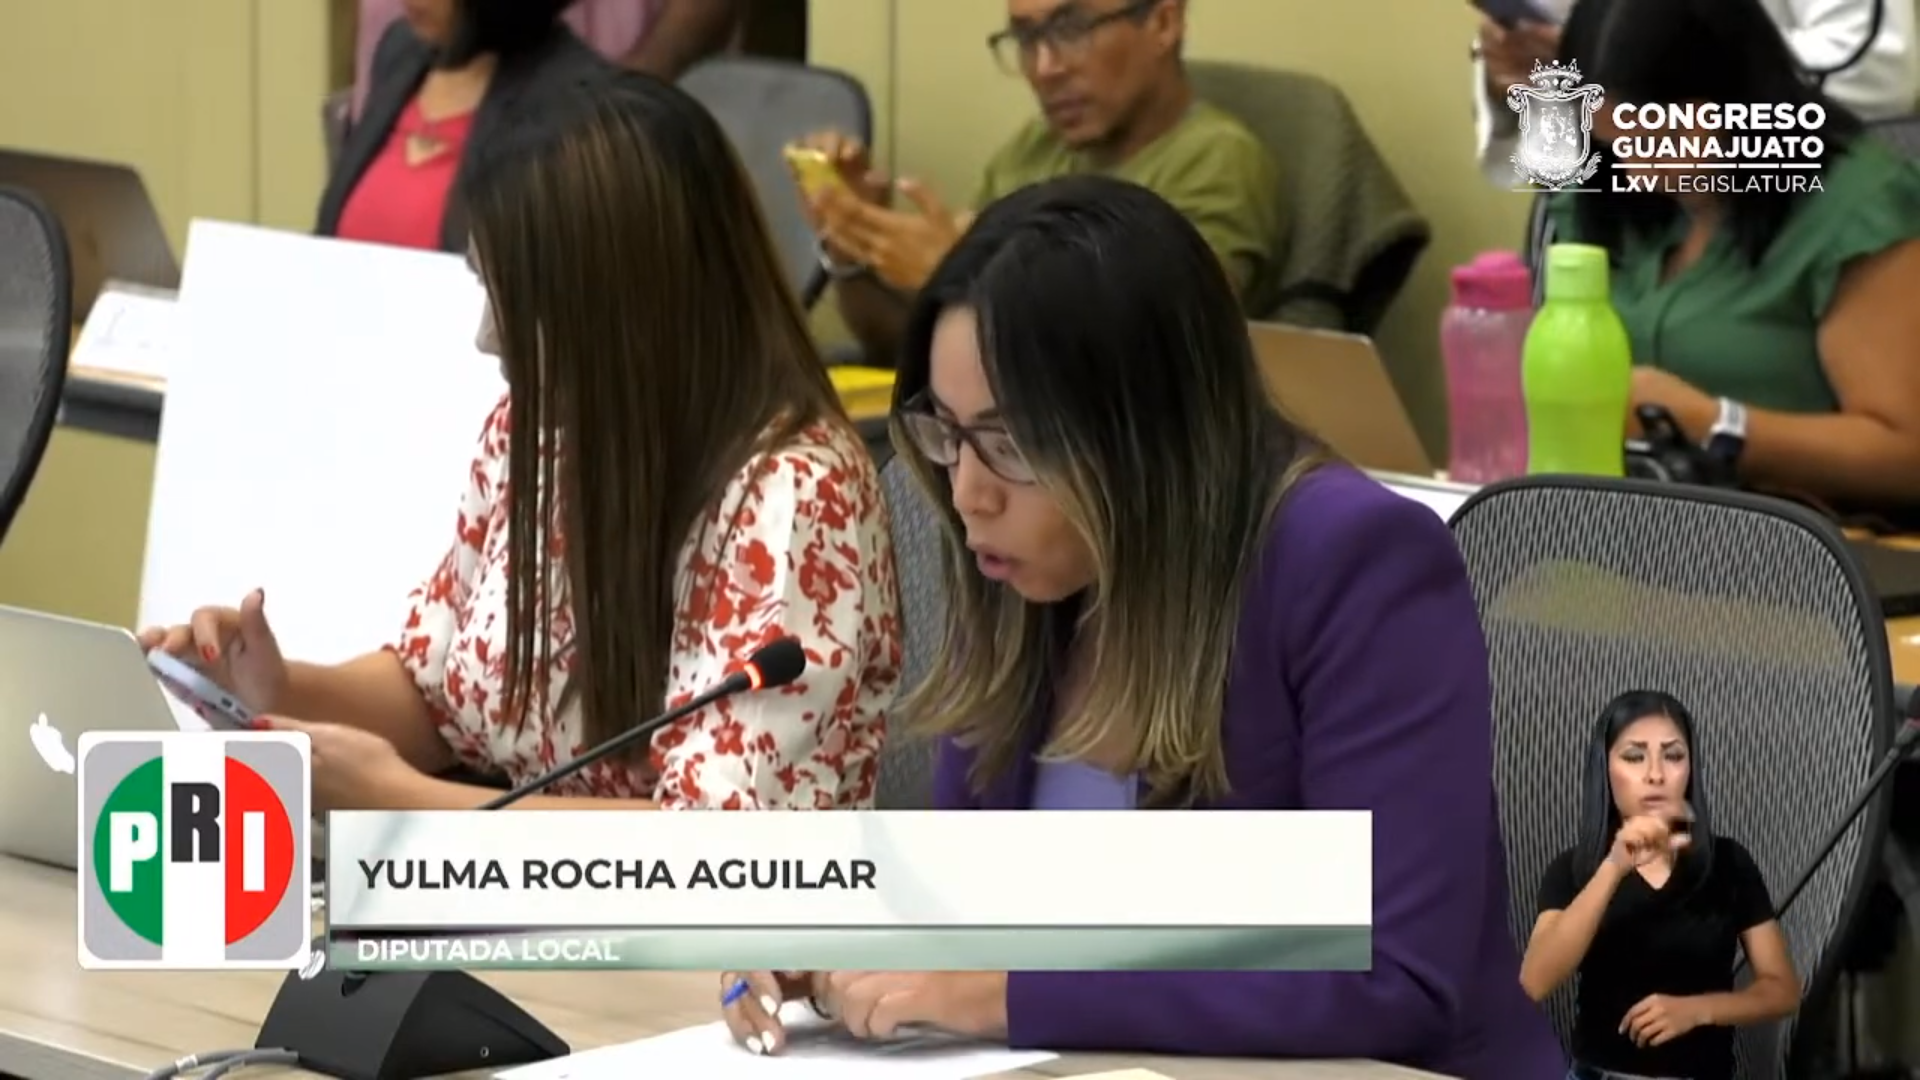 CONGRESO
GUANAJUATO
LXV LEGISLATURA
PRI
YULMA ROCHA AGUILAR
DIPUTADA LOCAL